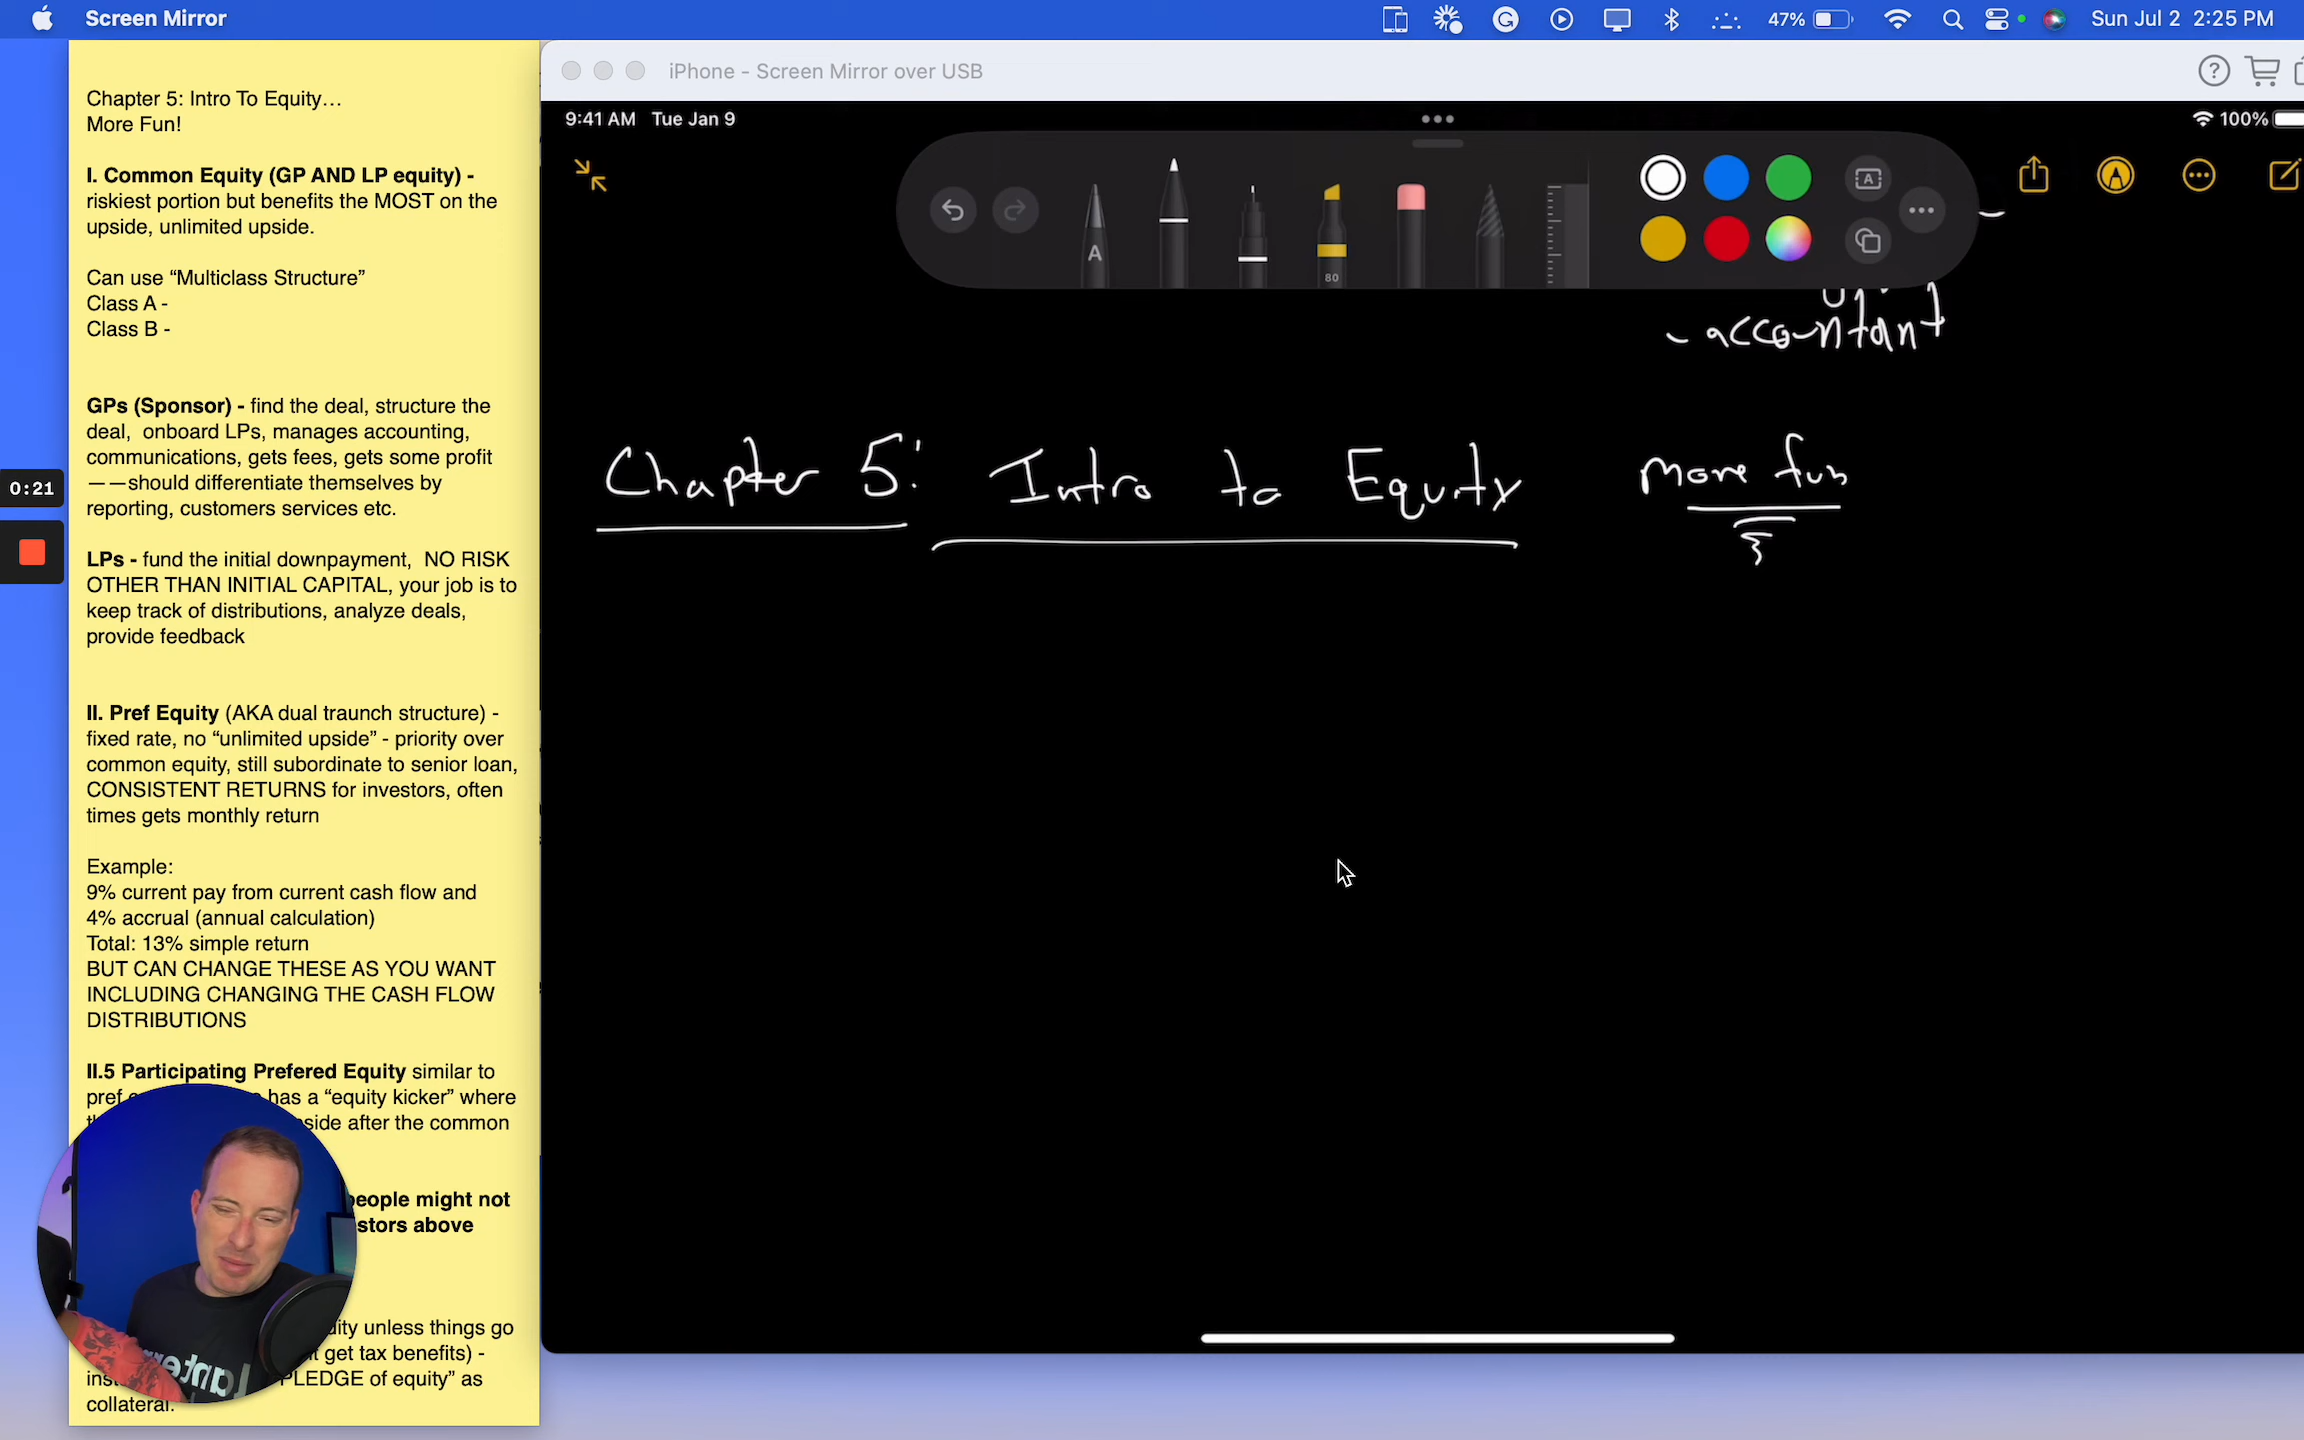 Screen Mirror
47%
Sun Jul 2 2:25 PM
iPhone - Screen Mirror over USB
Chapter 5: Intro To Equity…
More Fun!
I. Common Equity (GP AND LP equity) -
riskiest portion but benefits the MOST on the
upside, unlimited upside.
Can use “Multiclass Structure”
Class A -
Class B -
GPs (Sponsor) - find the deal, structure the
deal, onboard LPs, manages accounting,
communications, gets fees, gets some profit
——should differentiate themselves by
reporting, customers services etc.
LPs - fund the initial downpayment, NO RISK
OTHER THAN INITIAL CAPITAL, your job is to
keep track of distributions, analyze deals,
provide feedback
II. Pref Equity (AKA dual traunch structure) -
fixed rate, no “unlimited upside” - priority over
common equity, still subordinate to senior loan,
CONSISTENT RETURNS for investors, often
times gets monthly return
Example:
9% current pay from current cash flow and
4% accrual (annual calculation)
Total: 13% simple return
BUT CAN CHANGE THESE AS YOU WANT
INCLUDING CHANGING THE CASH FLOW
DISTRIBUTIONS
II.5 Participating Prefered Equity similar to
pref has a “equity kicker” where
side after the common
people might not
stors above
unless things go
get tax benefits) -
PLEDGE of equity” as
collateral.
0:21
9:41 AM Tue Jan 9
100%
A
80
A
- accountant
Chapter 5: Intro to Equity
More fun